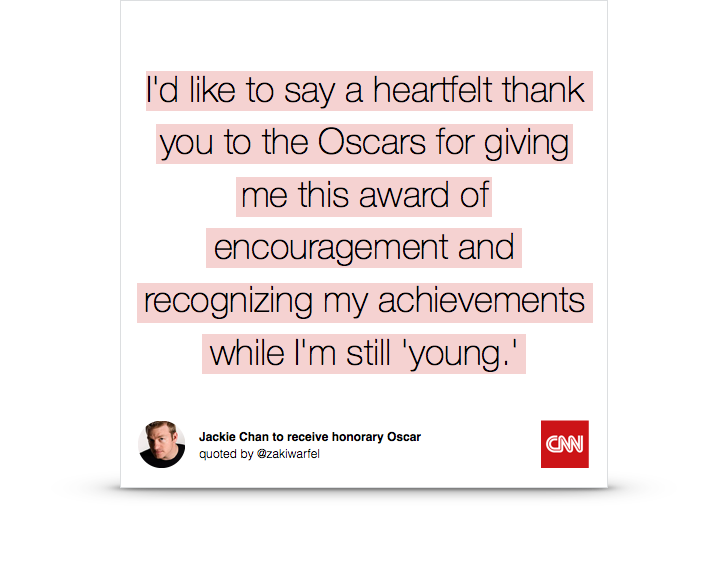 I'd like to say a heartfelt thank
you to the Oscars for giving
me this award of
encouragement and
recognizing my achievements
while I'm still 'young.'
Jackie Chan to receive honorary Oscar
quoted by @zakiwarfel
CNN